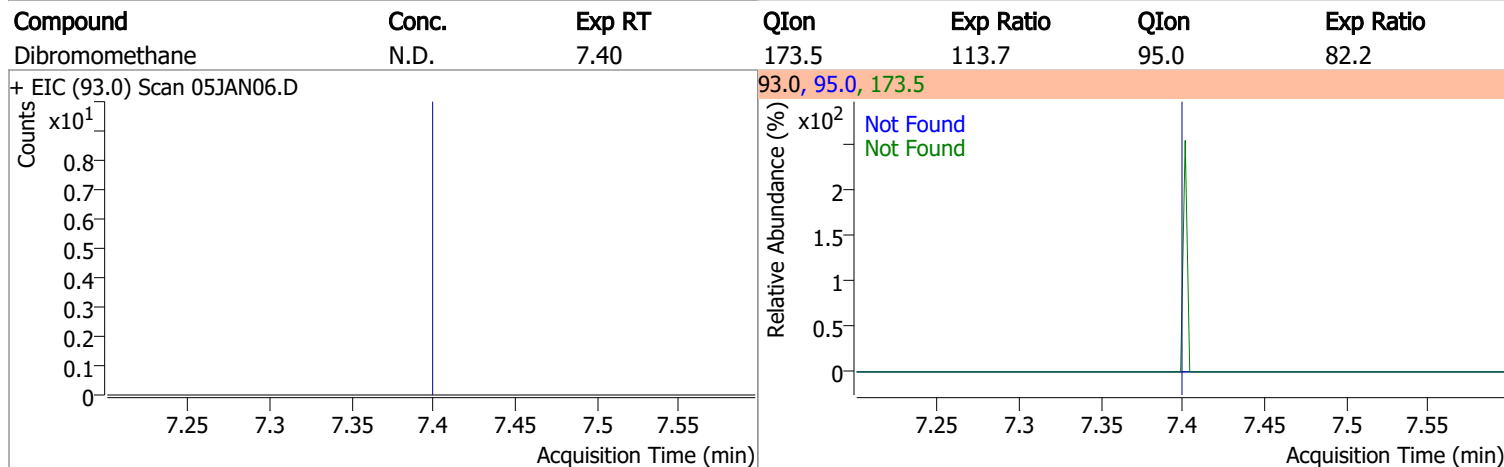 Compound Conc. Exp RT QIon Exp Ratio QIon Exp Ratio
Dibromomethane N.D. 7.40 173.5 113.7 95.0 82.2
+ EIC (93.0) Scan 05JAN06.D
Counts
x10¹
0.8
0.7
0.6
0.5
0.4
0.3
0.2
0.1
0
7.25 7.3 7.35 7.4 7.45 7.5 7.55
Acquisition Time (min)
93.0, 95.0, 173.5
Relative Abundance (%)
x10²
Not Found
Not Found
2
1.5
1
0.5
0
7.25 7.3 7.35 7.4 7.45 7.5 7.55
Acquisition Time (min)